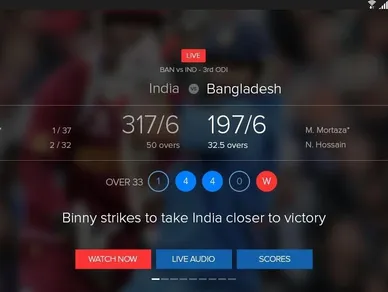 LIVE
BAN vs IND - 3rd ODI
India vs Bangladesh
317/6 197/6
1 / 37 50 overs 32.5 overs M. Mortaza*
2 / 32 N. Hossain
OVER 33 1 4 4 0 W
Binny strikes to take India closer to victory
WATCH NOW LIVE AUDIO SCORES